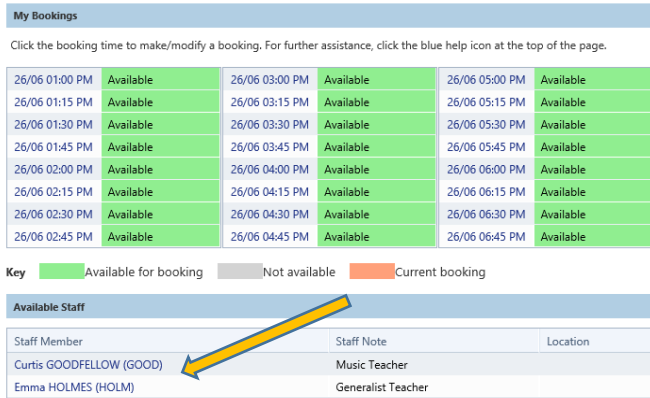 My Bookings
Click the booking time to make/modify a booking. For further assistance, click the blue help icon at the top of the page.
26/06 01:00 PM Available 26/06 03:00 PM Available 26/06 05:00 PM Available
26/06 01:15 PM Available 26/06 03:15 PM Available 26/06 05:15 PM Available
26/06 01:30 PM Available 26/06 03:30 PM Available 26/06 05:30 PM Available
26/06 01:45 PM Available 26/06 03:45 PM Available 26/06 05:45 PM Available
26/06 02:00 PM Available 26/06 04:00 PM Available 26/06 06:00 PM Available
26/06 02:15 PM Available 26/06 04:15 PM Available 26/06 06:15 PM Available
26/06 02:30 PM Available 26/06 04:30 PM Available 26/06 06:30 PM Available
26/06 02:45 PM Available 26/06 04:45 PM Available 26/06 06:45 PM Available
Key Available for booking Not available Current booking
Available Staff
Staff Member Staff Note Location
Curtis GOODFELLOW (GOOD) Music Teacher
Emma HOLMES (HOLM) Generalist Teacher